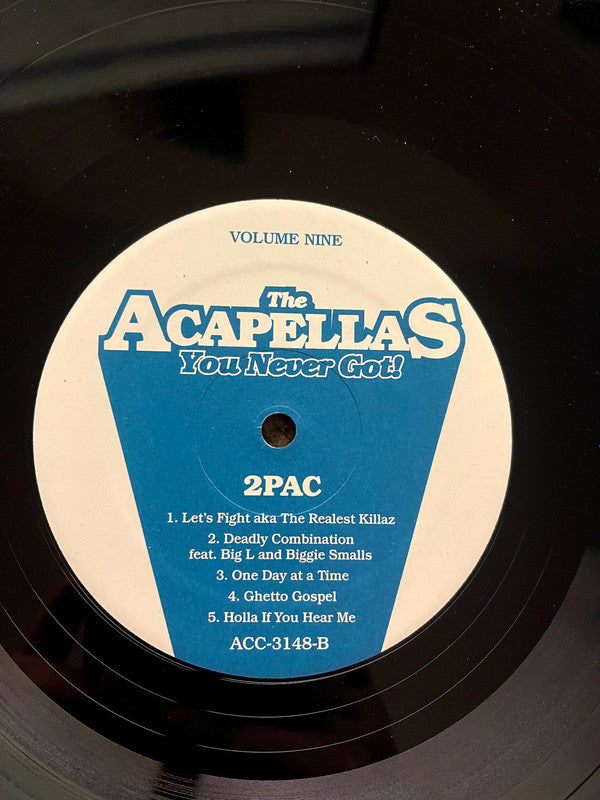 VOLUME NINE
The
ACAPELLAS
You Never Got!
2PAC
1. Let's Fight aka The Realest Killaz
2. Deadly Combination
feat. Big L and Biggie Smalls
3. One Day at a Time
4. Ghetto Gospel
5. Holla If You Hear Me
ACC-3148-B